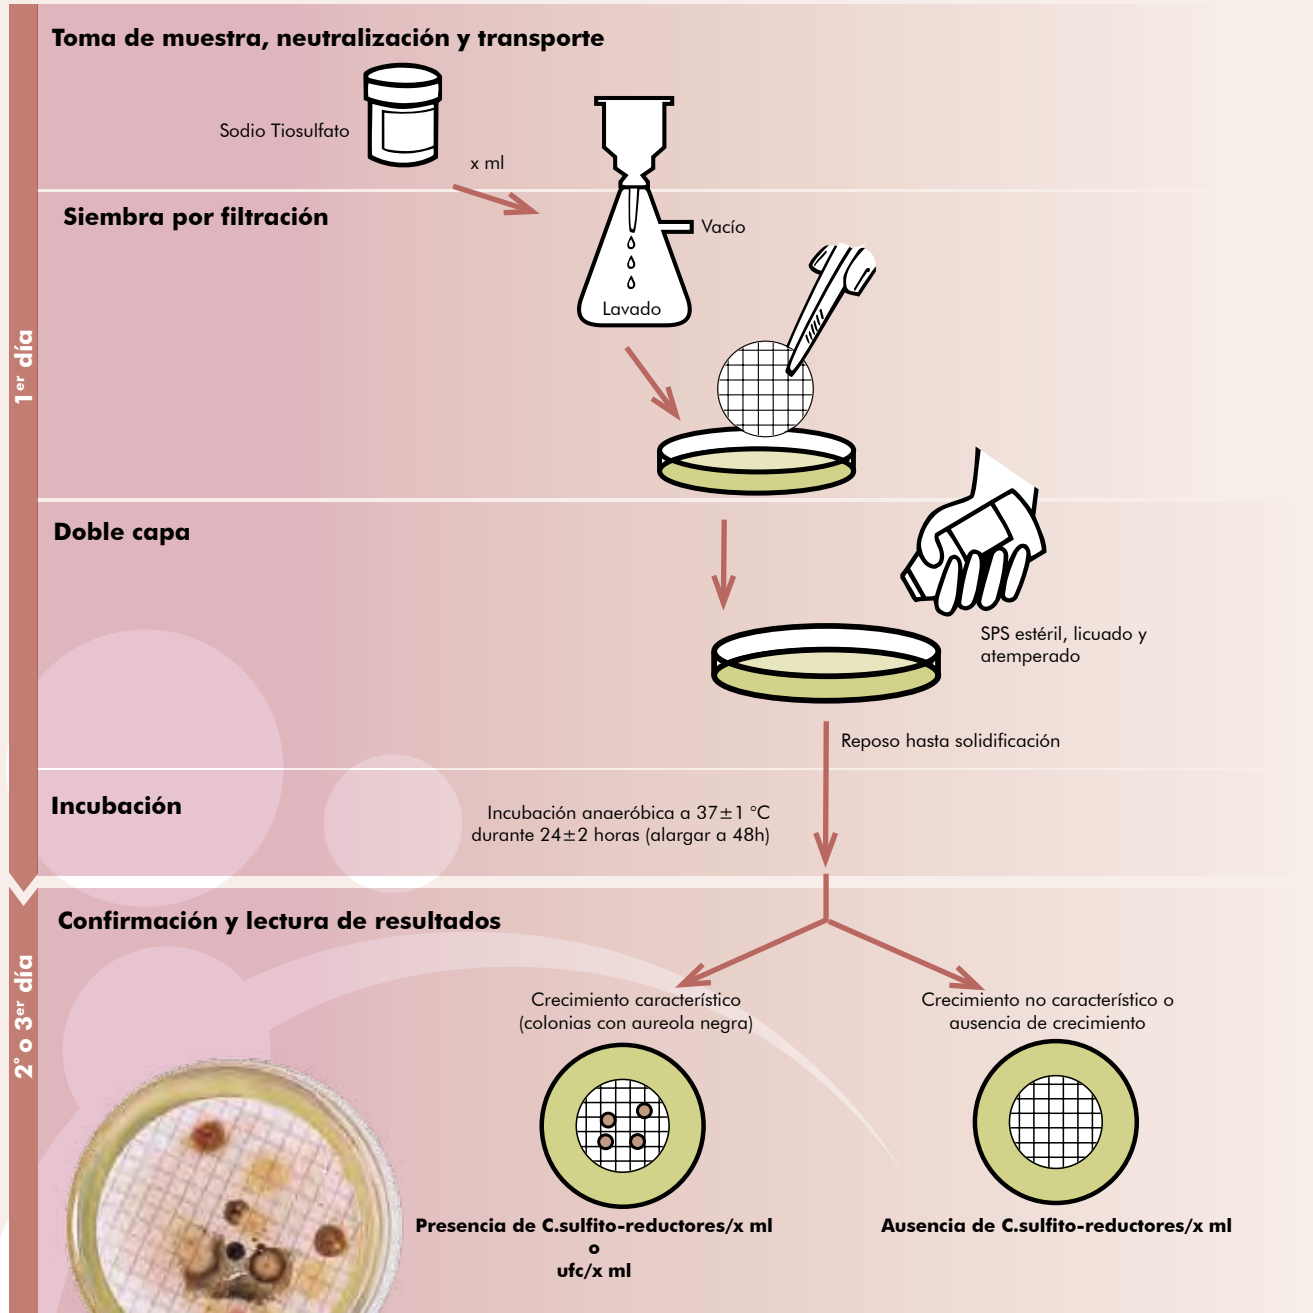 Toma de muestra, neutralización y transporte
Sodio Tiosulfato
x ml
Siembra por filtración
Vacío
Lavado
1er día
Doble capa
SPS estéril, licuado y
atemperado
Reposo hasta solidificación
Incubación
Incubación anaeróbica a 37±1 °C
durante 24±2 horas (alargar a 48h)
Confirmación y lectura de resultados
2º o 3er día
Crecimiento característico
(colonias con aureola negra)
Crecimiento no característico o
ausencia de crecimiento
Presencia de C.sulfito-reductores/x ml
o
ufc/x ml
Ausencia de C.sulfito-reductores/x ml